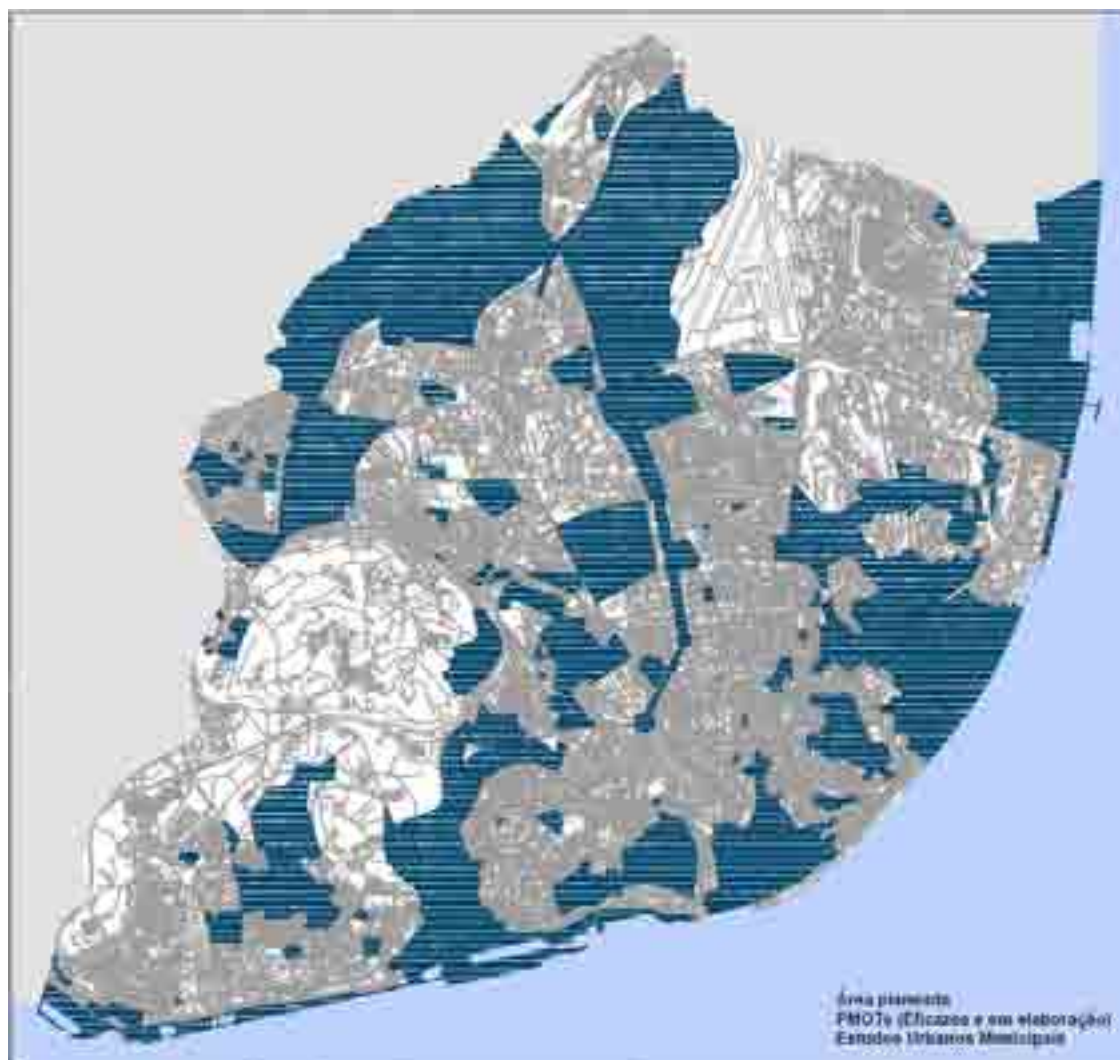 Área planeada
PMOTs (Eficazes e em elaboração)
Estudos Urbanos Municipais